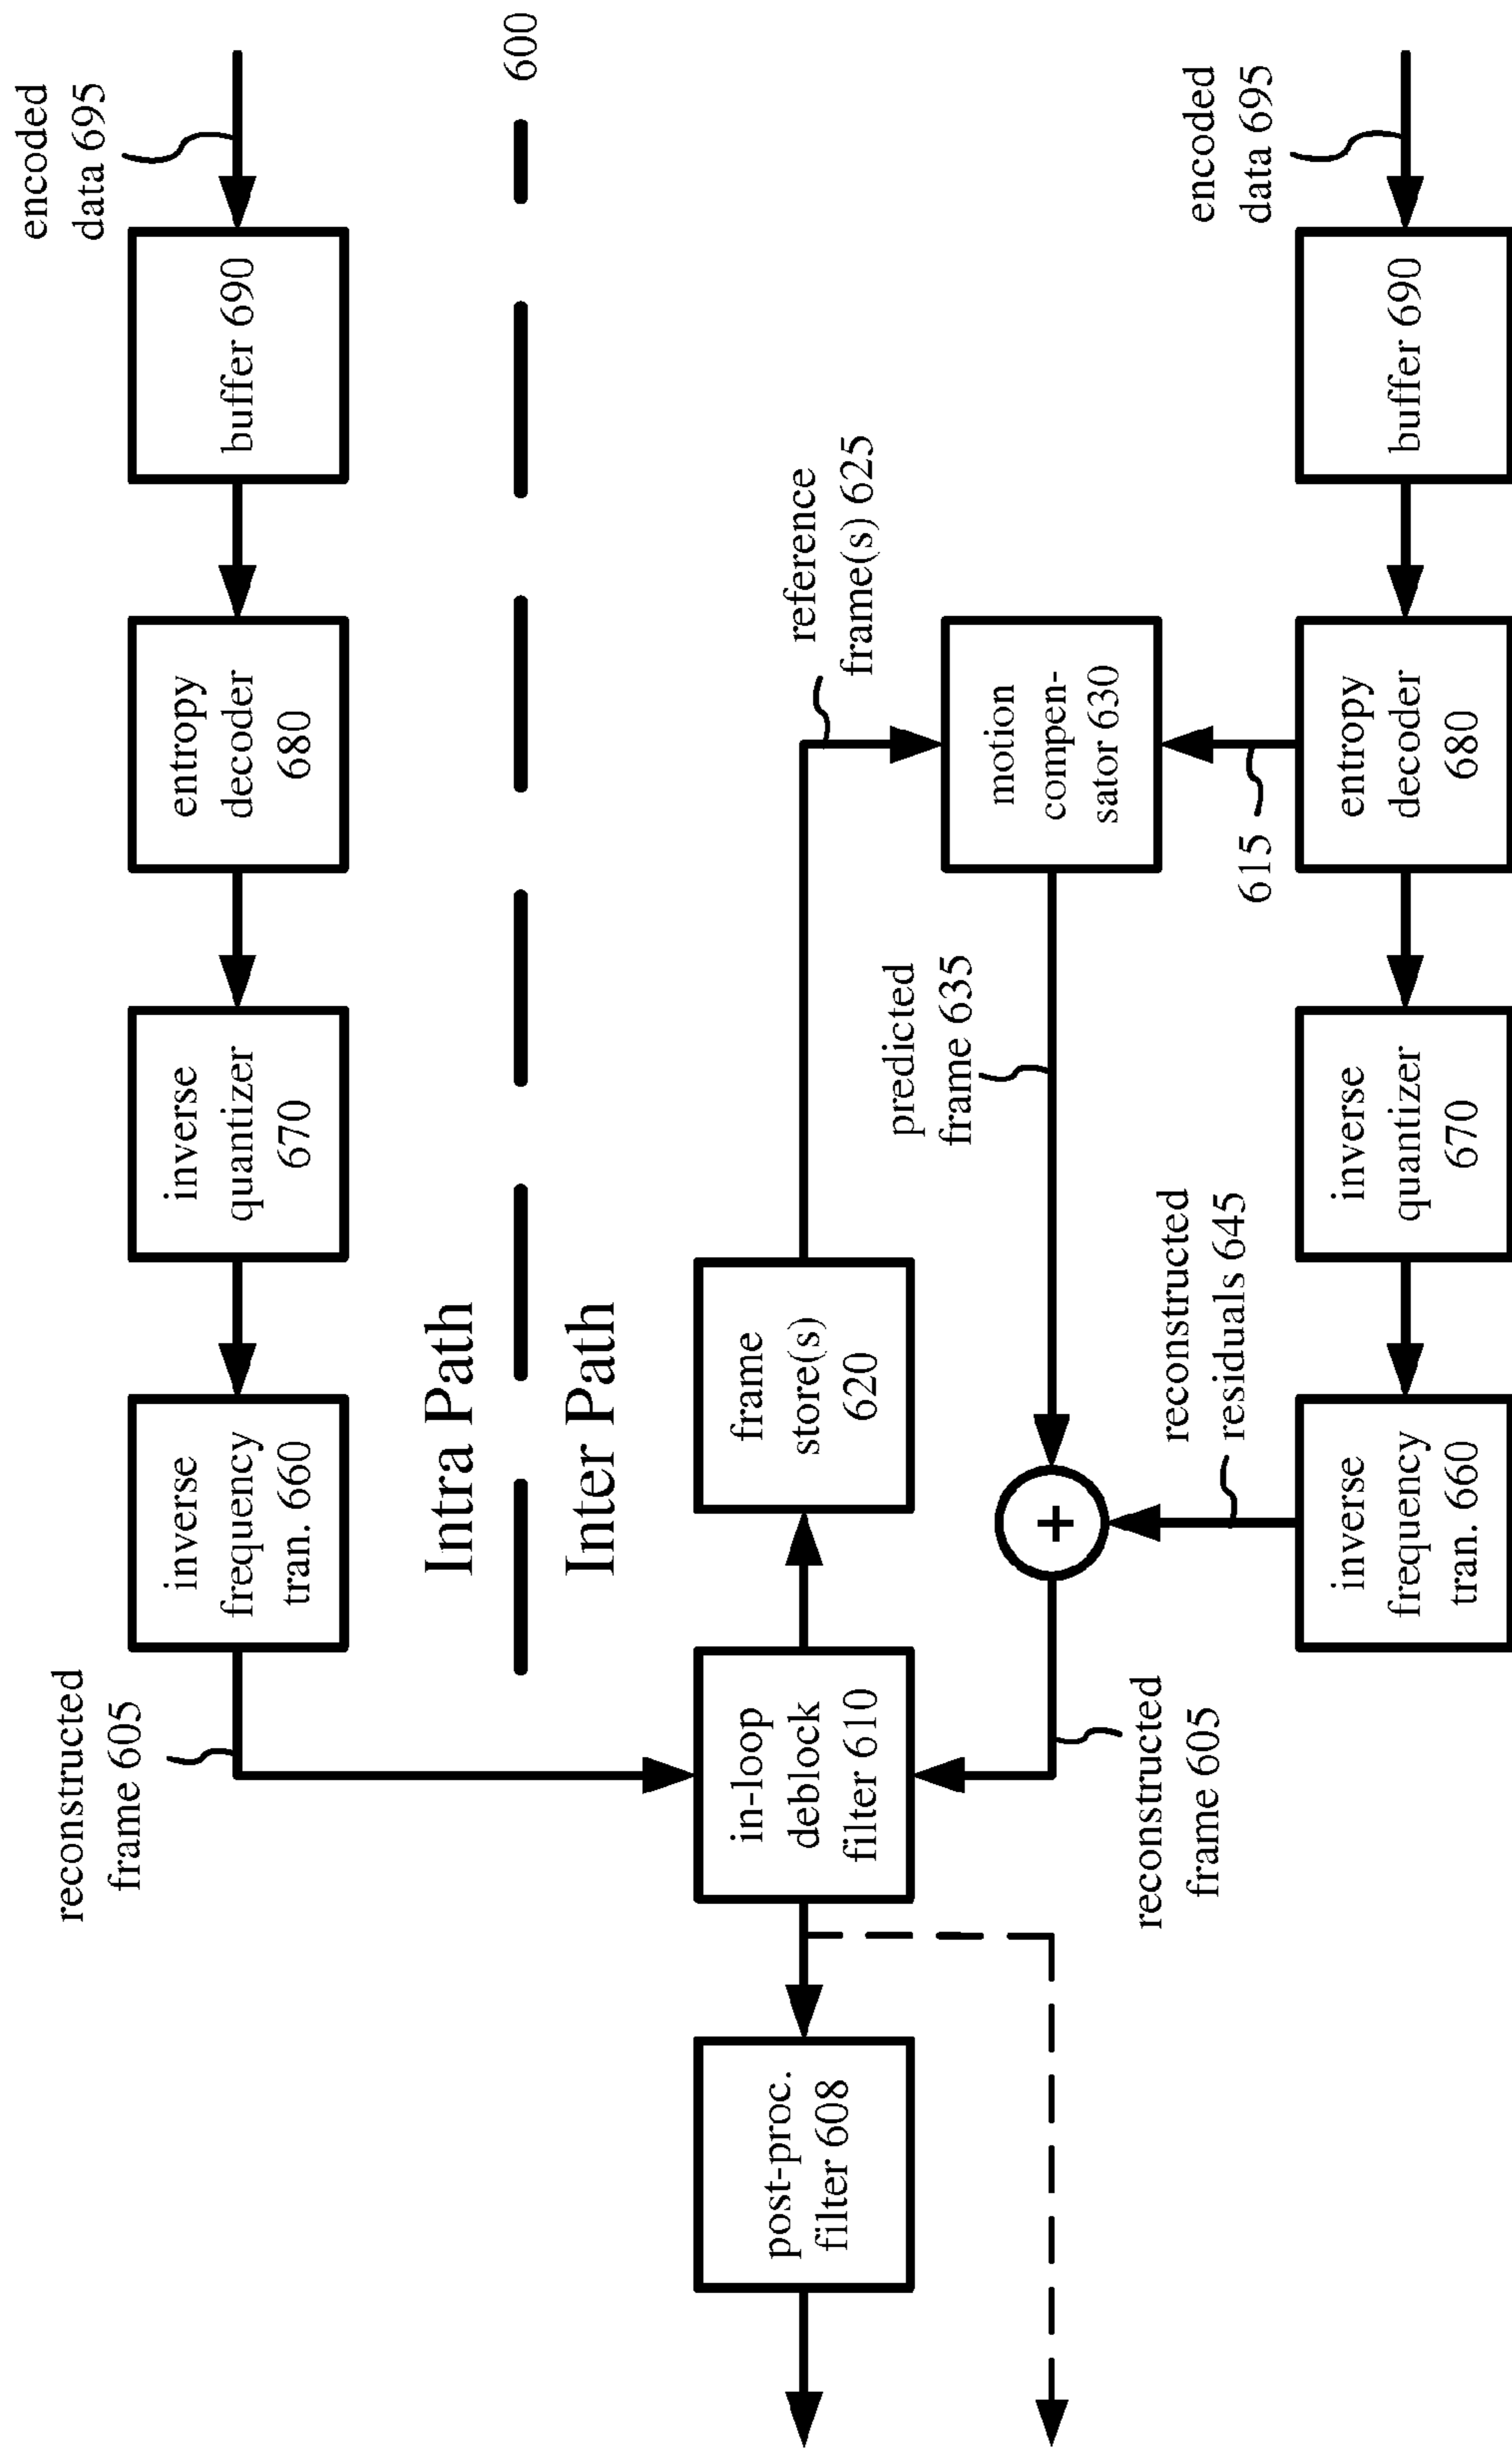 encoded
data 695
buffer 690
entropy
decoder
680
inverse
quantizer
670
inverse
frequency
tran. 660
reconstructed
frame 605
600
Intra Path
Inter Path
reference
frame(s) 625
frame
store(s)
620
in-loop
deblock
filter 610
post-proc.
filter 608
motion
compen-
sator 630
predicted
frame 635
+
reconstructed
frame 605
615
reconstructed
residuals 645
encoded
data 695
buffer 690
entropy
decoder
680
inverse
quantizer
670
inverse
frequency
tran. 660